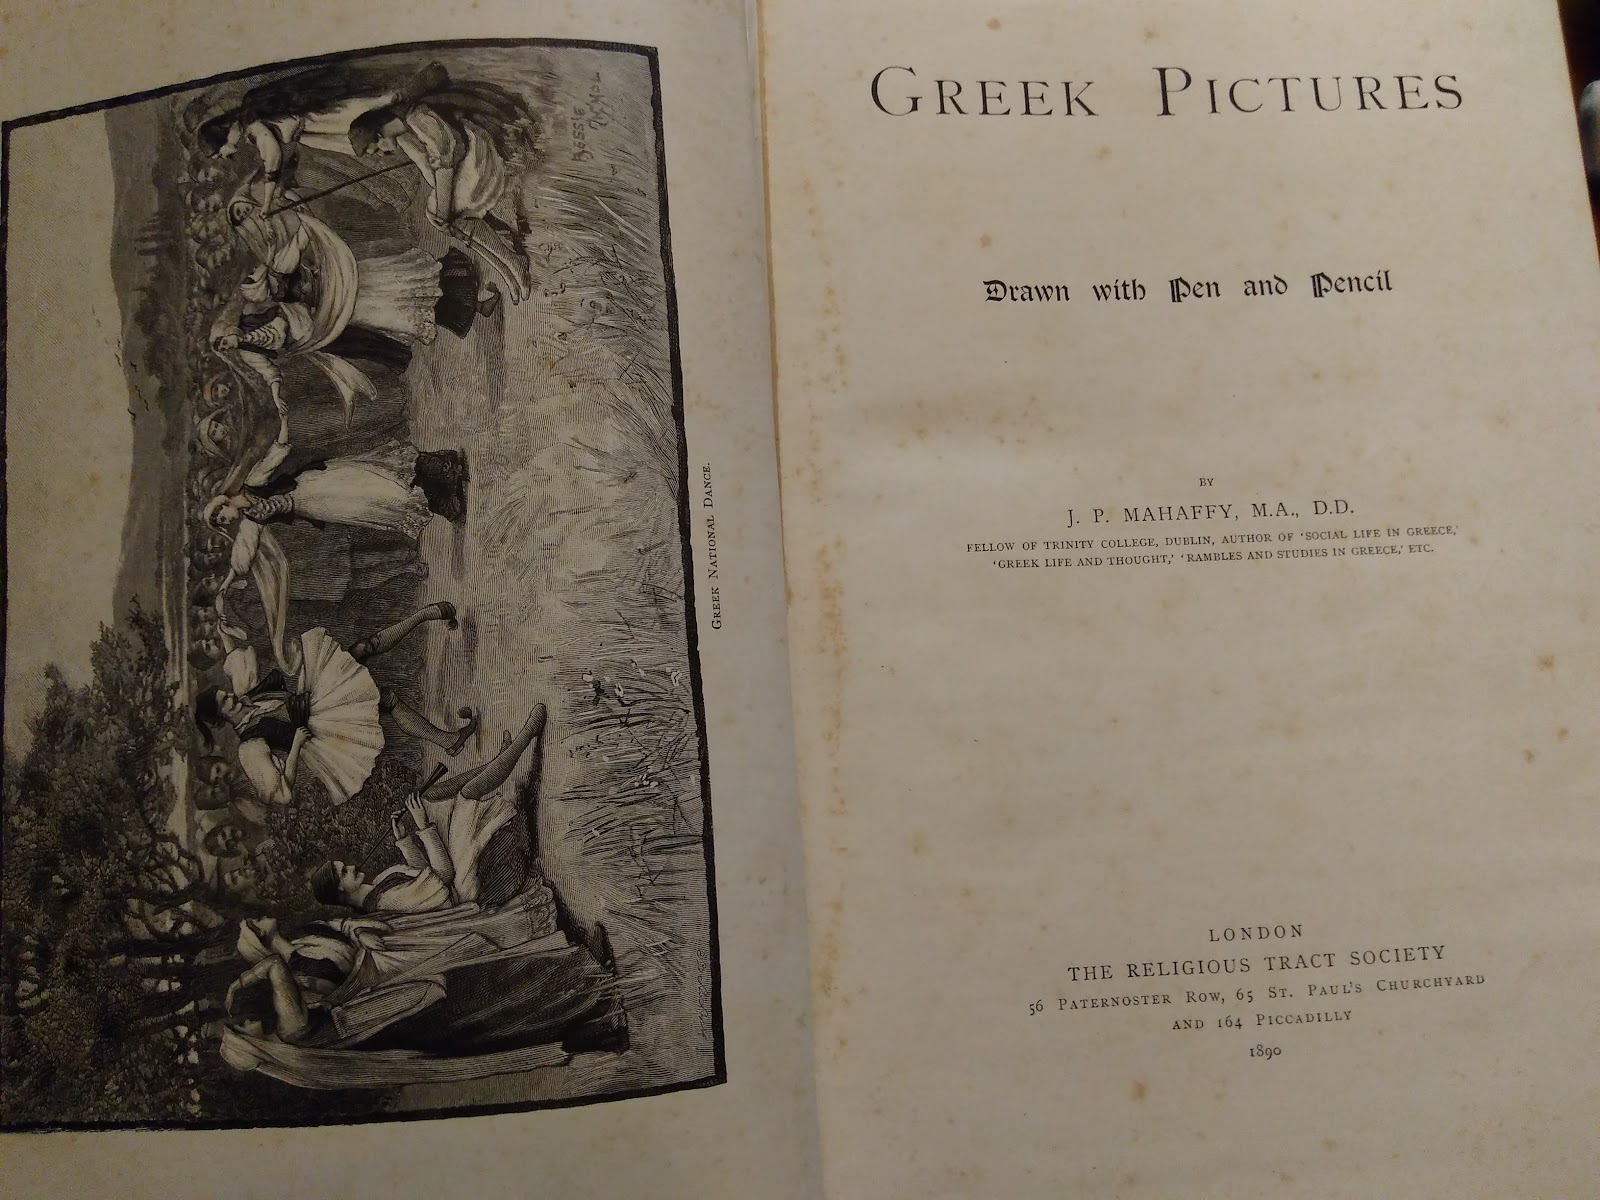 BESSIE
GREEK NATIONAL DANCE.
GREEK PICTURES
Drawn with Pen and Pencil
BY
J. P. MAHAFFY, M.A., D.D.
FELLOW OF TRINITY COLLEGE, DUBLIN, AUTHOR OF 'SOCIAL LIFE IN GREECE,'
'GREEK LIFE AND THOUGHT,' 'RAMBLES AND STUDIES IN GREECE,' ETC.
LONDON
THE RELIGIOUS TRACT SOCIETY
56 PATERNOSTER ROW, 65 ST. PAUL'S CHURCHYARD
AND 164 PICCADILLY
1890